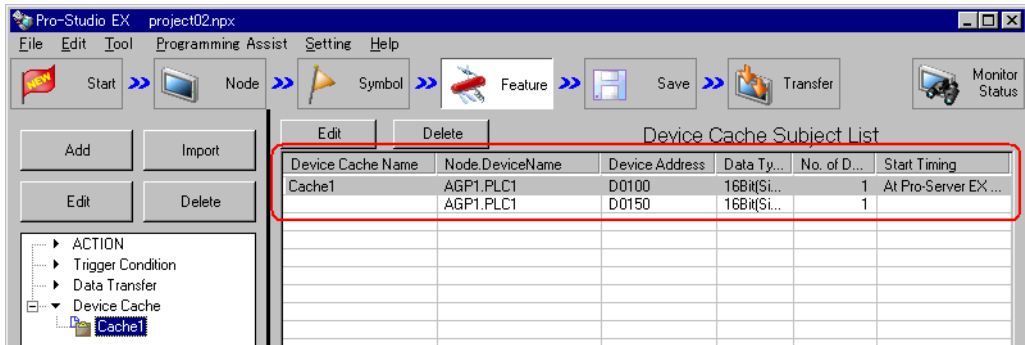 Pro-Studio EX project02.npx
File Edit Tool Programming Assist Setting Help
NEW Start Node Symbol Feature Save Transfer Monitor Status
Add Import
Edit Delete
ACTION
Trigger Condition
Data Transfer
Device Cache
Cache1
Edit Delete Device Cache Subject List
Device Cache Name Node.DeviceName Device Address Data Ty... No. of D... Start Timing
Cache1 AGP1.PLC1 D0100 16Bit(Si... 1 At Pro-Server EX ...
AGP1.PLC1 D0150 16Bit(Si... 1